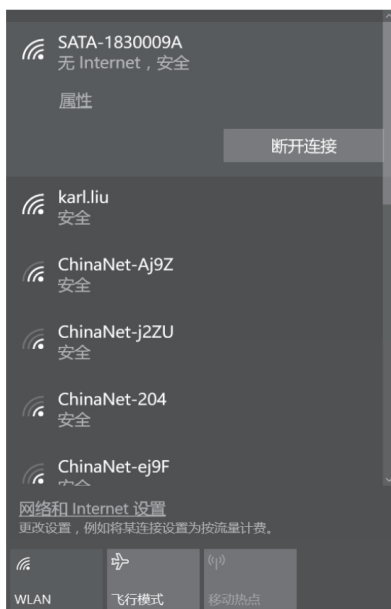 SATA-1830009A
无 Internet，安全
属性
断开连接
karl.liu
安全
ChinaNet-Aj9Z
安全
ChinaNet-j2ZU
安全
ChinaNet-204
安全
ChinaNet-ej9F
网络和 Internet 设置
更改设置，例如将某连接设置为按流量计费。
WLAN
飞行模式
移动热点